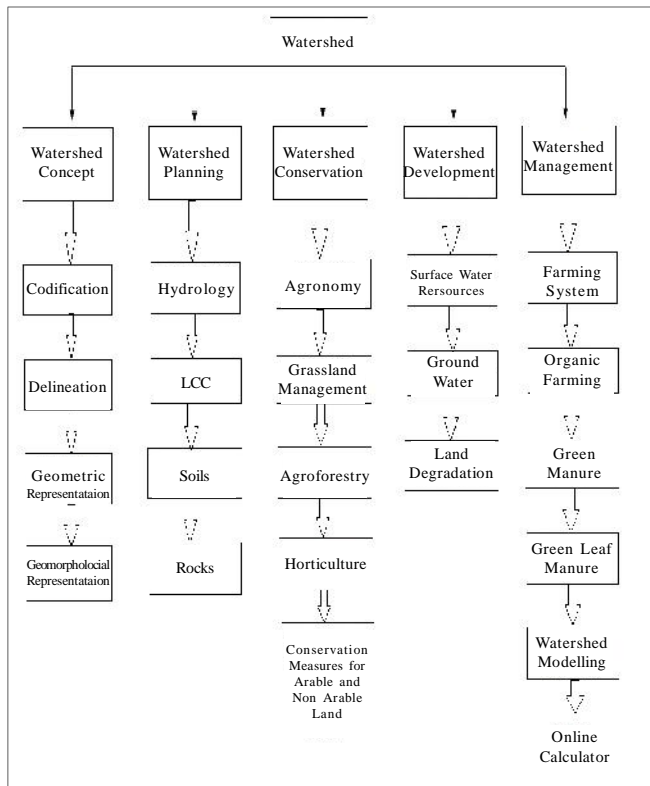 Watershed
Watershed
Concept
Watershed
Planning
Watershed
Conservation
Watershed
Development
Watershed
Management
Codification
Hydrology
Agronomy
Surface Water
Rersources
Farming
System
Delineation
LCC
Grassland
Management
Ground
Water
Organic
Farming
Geometric
Representataion
Soils
Agroforestry
Land
Degradation
Green
Manure
Geomorpholocial
Representataion
Rocks
Horticulture
Green Leaf
Manure
Conservation
Measures for
Arable and
Non Arable
Land
Watershed
Modelling
Online
Calculator